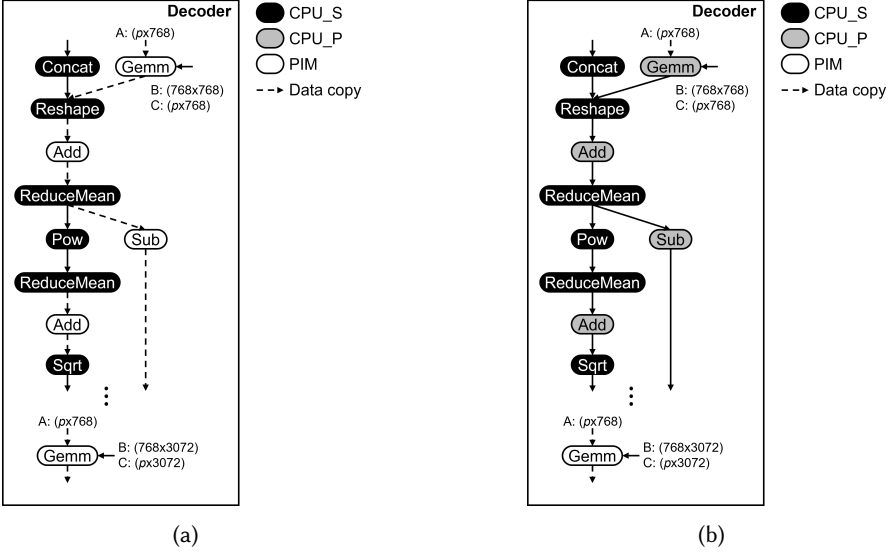 Decoder
A: (px768)
Concat
Gemm
B: (768x768)
C: (px768)
Reshape
Add
ReduceMean
Pow
Sub
ReduceMean
Add
Sqrt
A: (px768)
Gemm
B: (768x3072)
C: (px3072)
CPU_S
CPU_P
PIM
Data copy
(a)
Decoder
A: (px768)
Concat
Gemm
B: (768x768)
C: (px768)
Reshape
Add
ReduceMean
Pow
Sub
ReduceMean
Add
Sqrt
A: (px768)
Gemm
B: (768x3072)
C: (px3072)
CPU_S
CPU_P
PIM
Data copy
(b)